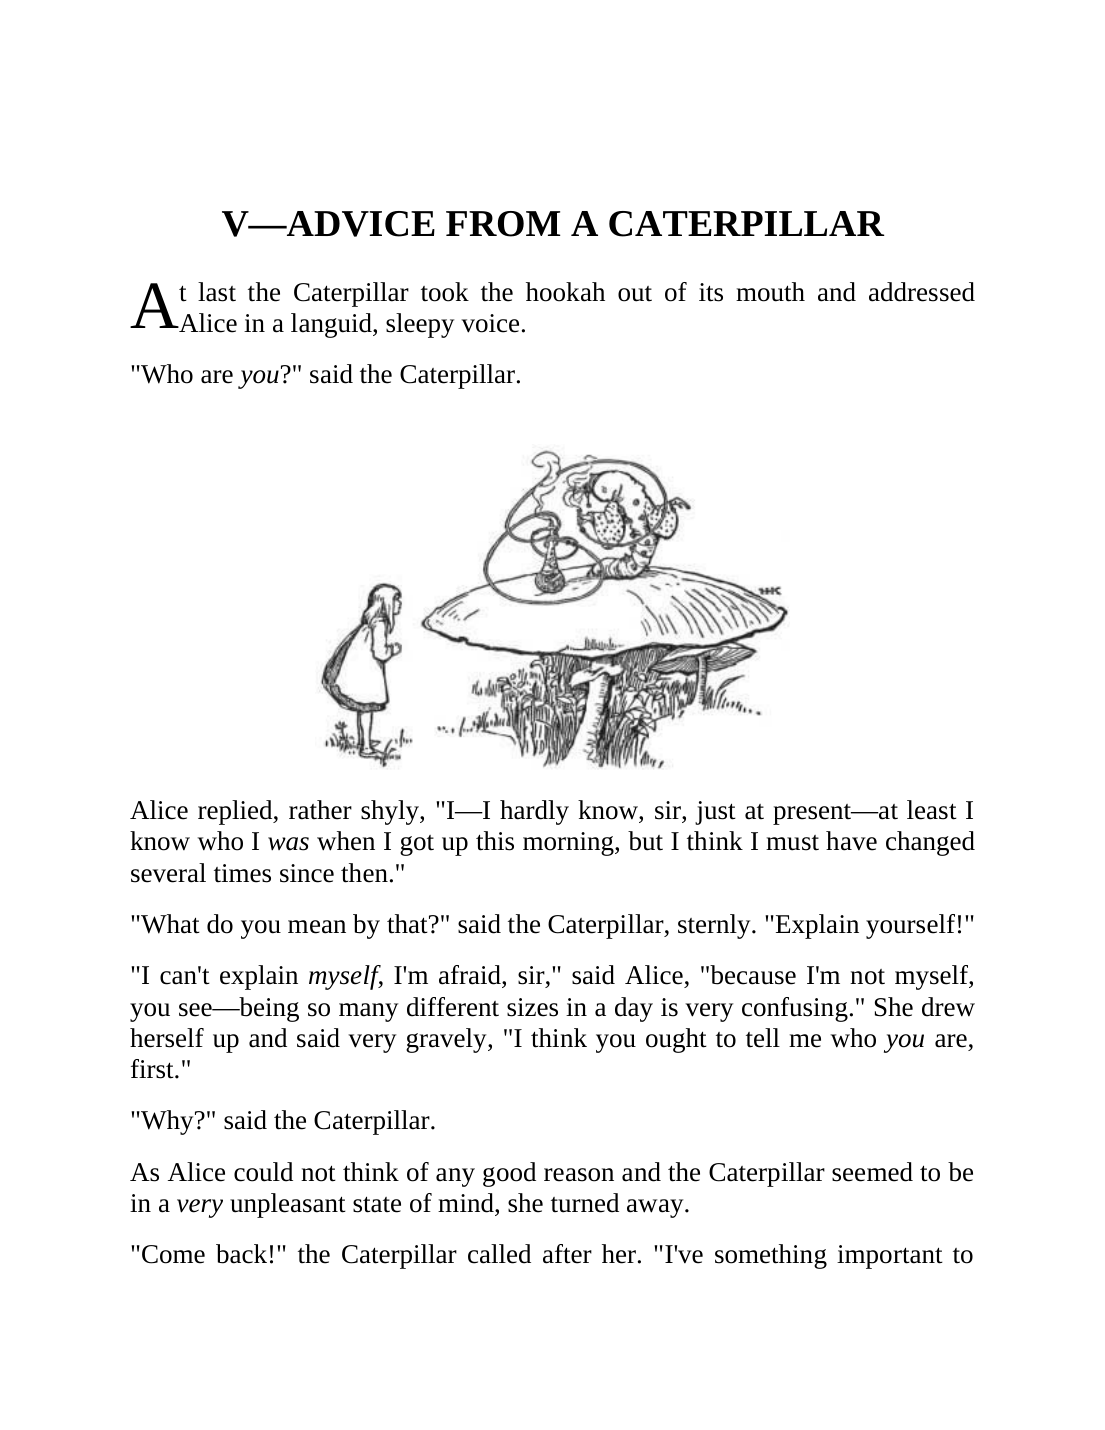 V—ADVICE FROM A CATERPILLAR
At last the Caterpillar took the hookah out of its mouth and addressed
Alice in a languid, sleepy voice.
"Who are you?" said the Caterpillar.
Alice replied, rather shyly, "I—I hardly know, sir, just at present—at least I
know who I was when I got up this morning, but I think I must have changed
several times since then."
"What do you mean by that?" said the Caterpillar, sternly. "Explain yourself!"
"I can't explain myself, I'm afraid, sir," said Alice, "because I'm not myself,
you see—being so many different sizes in a day is very confusing." She drew
herself up and said very gravely, "I think you ought to tell me who you are,
first."
"Why?" said the Caterpillar.
As Alice could not think of any good reason and the Caterpillar seemed to be
in a very unpleasant state of mind, she turned away.
"Come back!" the Caterpillar called after her. "I've something important to